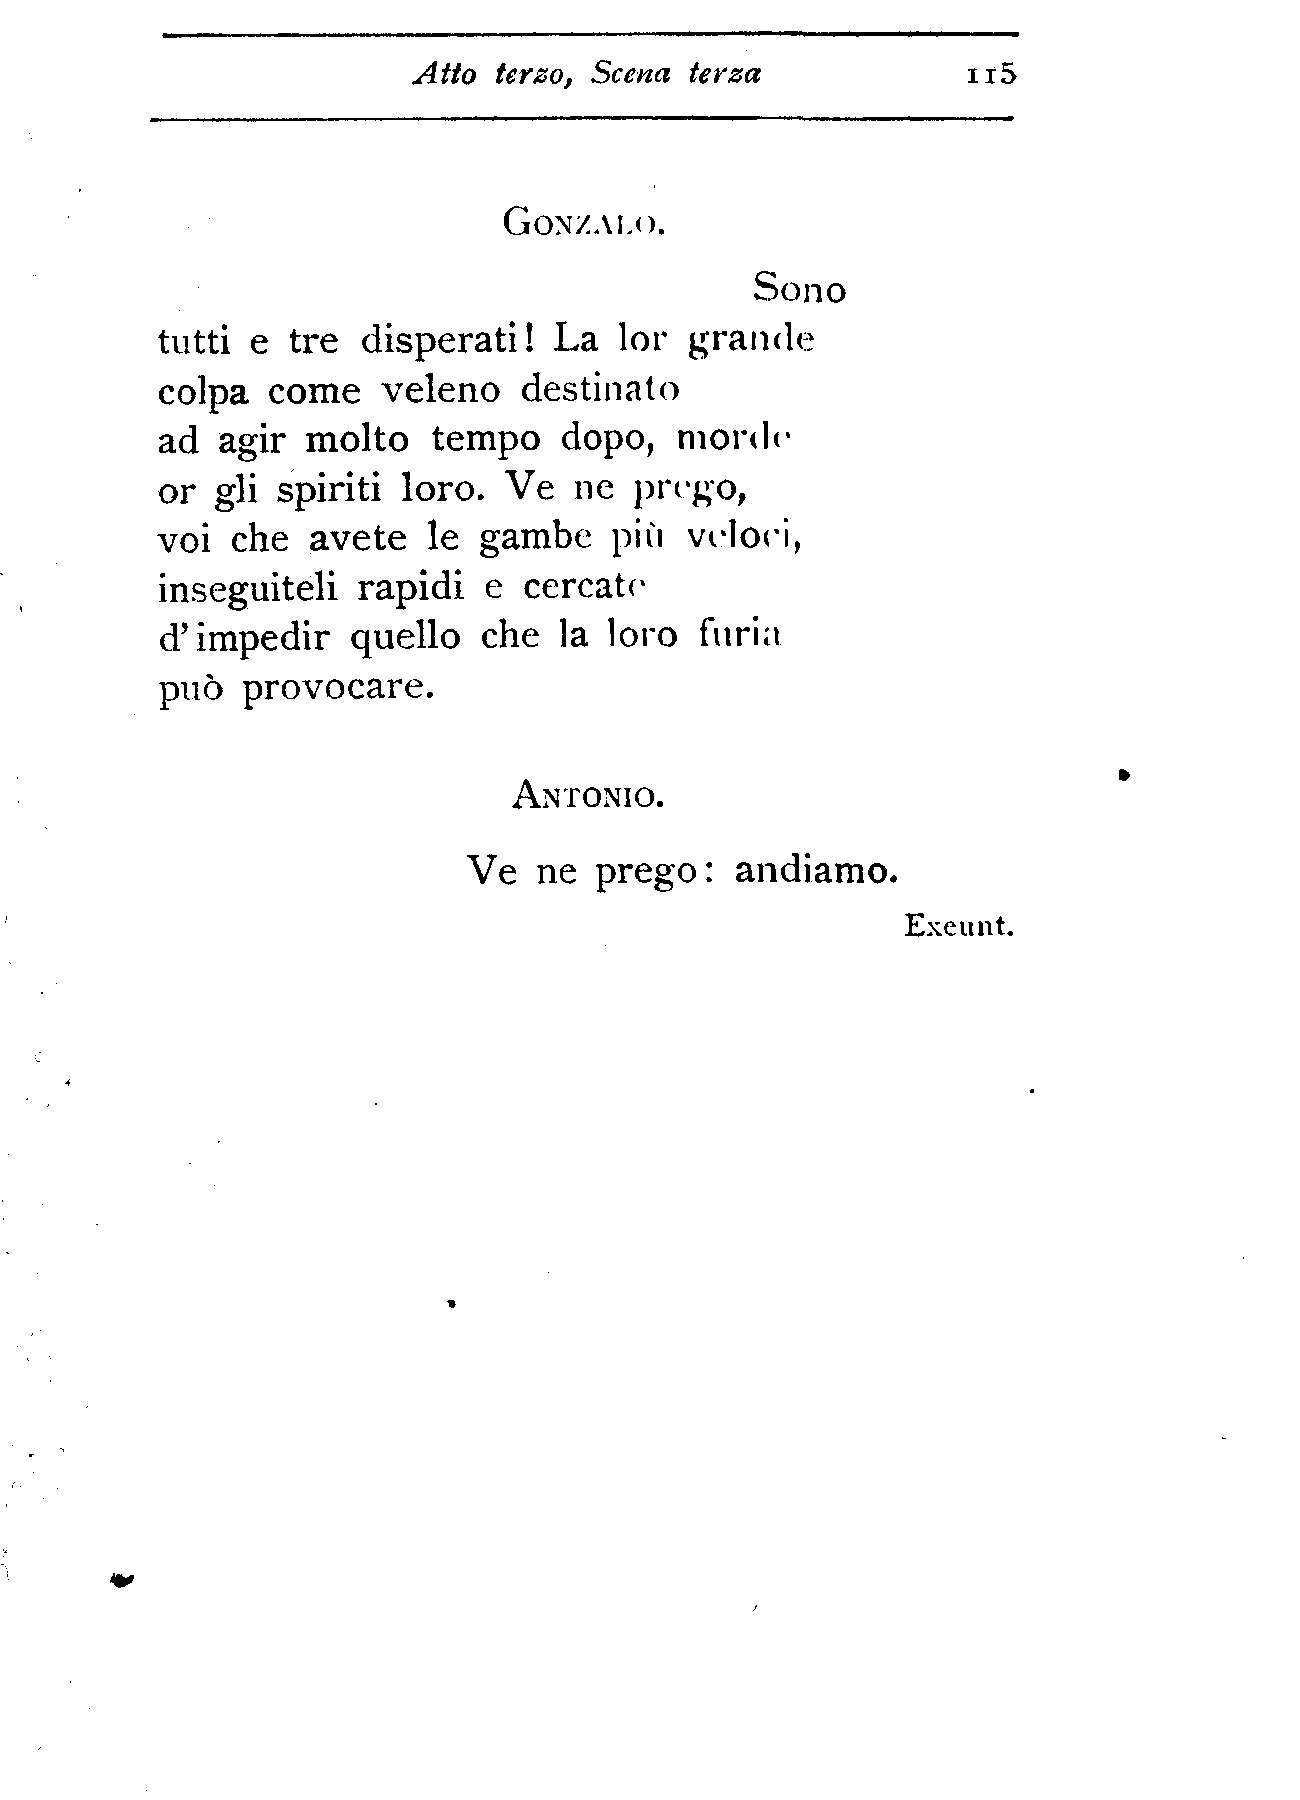 Atto terzo, Scena terza 115
GONZALO.
Sono
tutti e tre disperati! La lor grande
colpa come veleno destinato
ad agir molto tempo dopo, morde
or gli spiriti loro. Ve ne prego,
voi che avete le gambe più veloci,
inseguiteli rapidi e cercate
d'impedir quello che la loro furia
può provocare.
ANTONIO.
Ve ne prego: andiamo.
Exeunt.